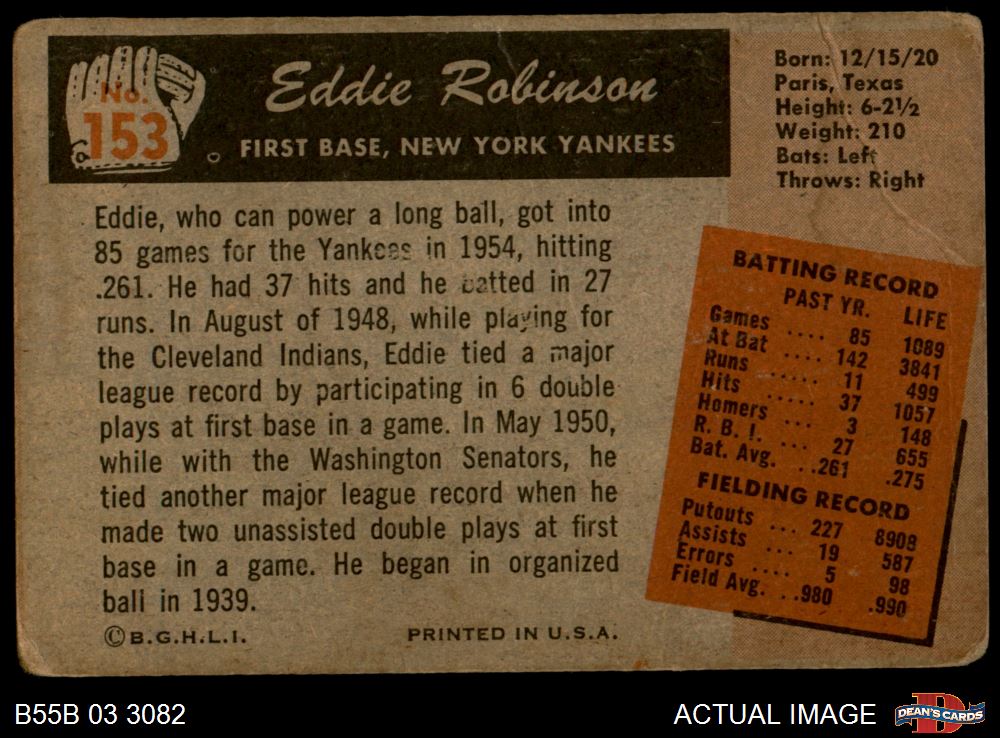 No.
153
Eddie Robinson
FIRST BASE, NEW YORK YANKEES
Born: 12/15/20
Paris, Texas
Height: 6-2½
Weight: 210
Bats: Left
Throws: Right
Eddie, who can power a long ball, got into
85 games for the Yankees in 1954, hitting
.261. He had 37 hits and he batted in 27
runs. In August of 1948, while playing for
the Cleveland Indians, Eddie tied a major
league record by participating in 6 double
plays at first base in a game. In May 1950,
while with the Washington Senators, he
tied another major league record when he
made two unassisted double plays at first
base in a game. He began in organized
ball in 1939.
©B.G.H.L.I. PRINTED IN U.S.A.
BATTING RECORD
PAST YR. LIFE
Games .... 85 1089
At Bat .... 142 3841
Runs ..... 11 499
Hits ..... 37 1057
Homers ... 3 148
R. B. I. ... 27 655
Bat. Avg. ..261 .275
FIELDING RECORD
Putouts ... 227 8908
Assists ... 19 587
Errors .... 5 98
Field Avg. ..980 .990
B55B 03 3082 ACTUAL IMAGE
D
DEAN'S CARDS